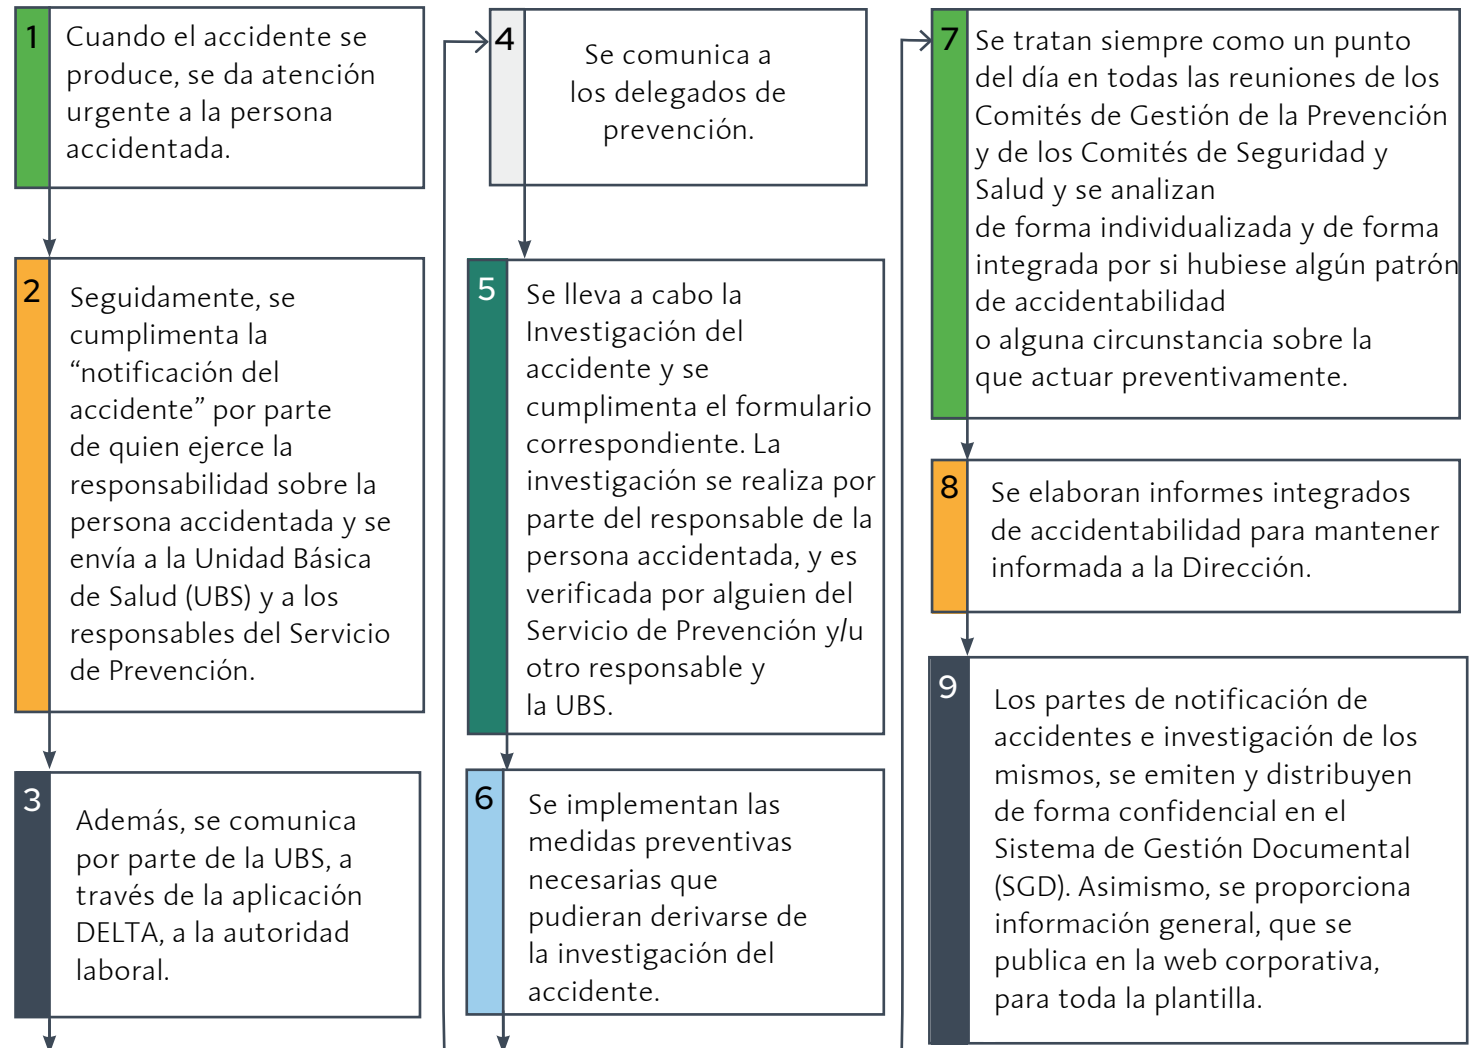 1
Cuando el accidente se
produce, se da atención
urgente a la persona
accidentada.
2
Seguidamente, se
cumplimenta la
“notificación del
accidente” por parte
de quien ejerce la
responsabilidad sobre la
persona accidentada y se
envía a la Unidad Básica
de Salud (UBS) y a los
responsables del Servicio
de Prevención.
3
Además, se comunica
por parte de la UBS, a
través de la aplicación
DELTA, a la autoridad
laboral.
4
Se comunica a
los delegados de
prevención.
5
Se lleva a cabo la
Investigación del
accidente y se
cumplimenta el formulario
correspondiente. La
investigación se realiza por
parte del responsable de la
persona accidentada, y es
verificada por alguien del
Servicio de Prevención y/u
otro responsable y
la UBS.
6
Se implementan las
medidas preventivas
necesarias que
pudieran derivarse de
la investigación del
accidente.
7
Se tratan siempre como un punto
del día en todas las reuniones de los
Comités de Gestión de la Prevención
y de los Comités de Seguridad y
Salud y se analizan
de forma individualizada y de forma
integrada por si hubiese algún patrón
de accidentabilidad
o alguna circunstancia sobre la
que actuar preventivamente.
8
Se elaboran informes integrados
de accidentabilidad para mantener
informada a la Dirección.
9
Los partes de notificación de
accidentes e investigación de los
mismos, se emiten y distribuyen
de forma confidencial en el
Sistema de Gestión Documental
(SGD). Asimismo, se proporciona
información general, que se
publica en la web corporativa,
para toda la plantilla.